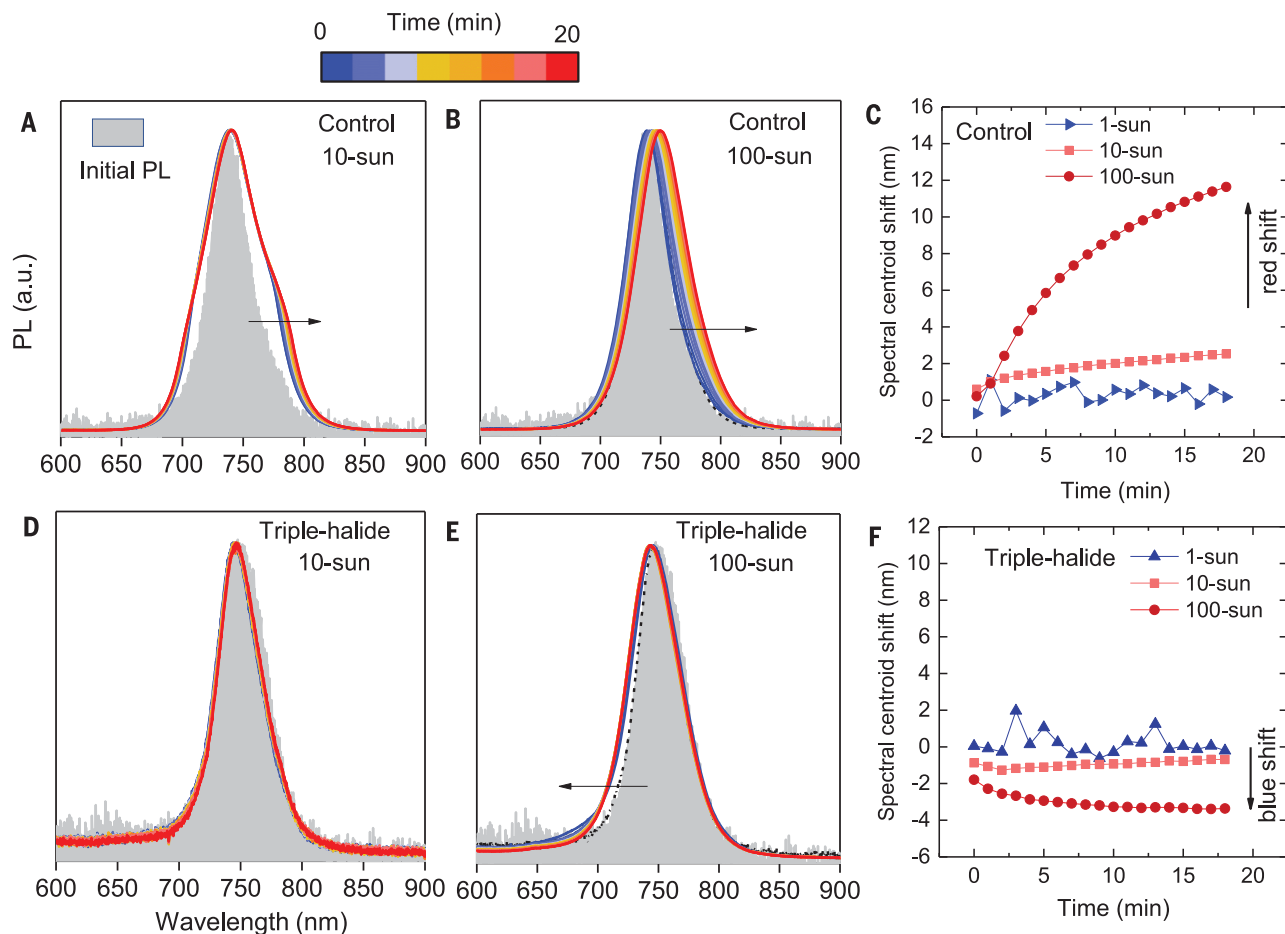 Time (min)
0
20
A
Initial PL
Control
10-sun
PL (a.u.)
600 650 700 750 800 850 900
B
Control
100-sun
600 650 700 750 800 850 900
C
Control
1-sun
10-sun
100-sun
red shift
Spectral centroid shift (nm)
16
14
12
10
8
6
4
2
0
-2
0 5 10 15 20
Time (min)
D
Triple-halide
10-sun
600 650 700 750 800 850 900
Wavelength (nm)
E
Triple-halide
100-sun
600 650 700 750 800 850 900
F
Triple-halide
1-sun
10-sun
100-sun
blue shift
Spectral centroid shift (nm)
12
10
8
6
4
2
0
-2
-4
-6
0 5 10 15 20
Time (min)